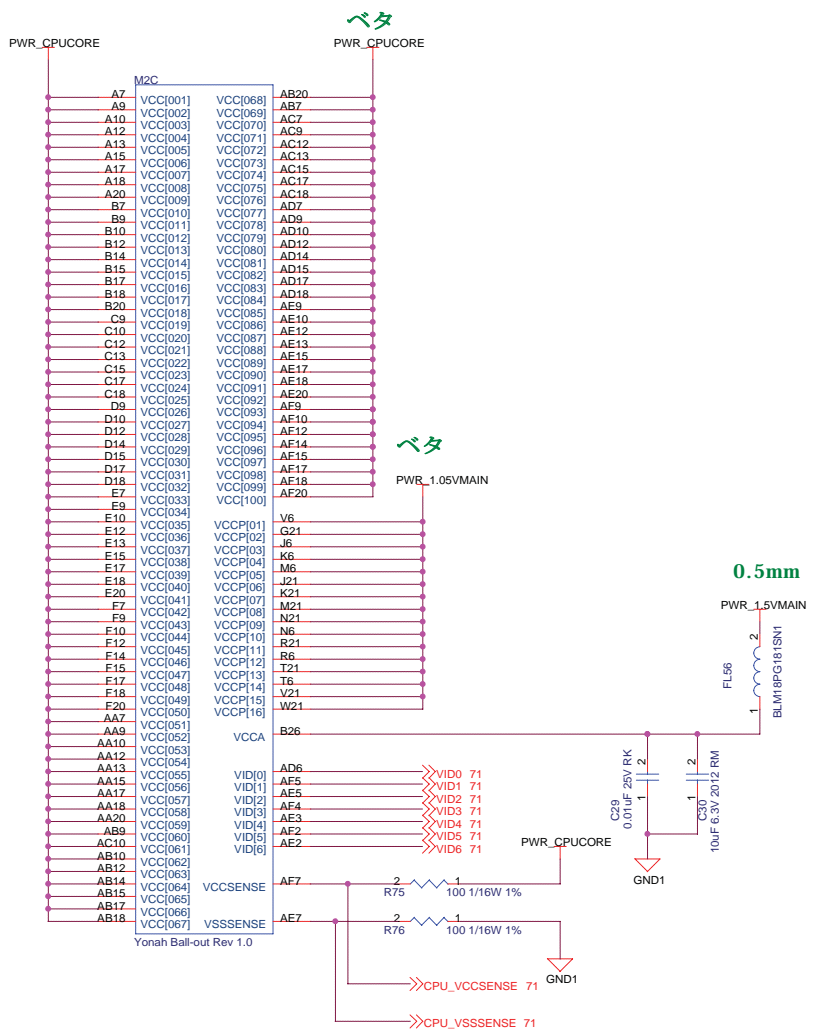 ベタ
PWR_CPUCORE PWR_CPUCORE
M2C
A7 VCC[001] VCC[068] AB20
A9 VCC[002] VCC[069] AB7
A10 VCC[003] VCC[070] AC7
A12 VCC[004] VCC[071] AC9
A13 VCC[005] VCC[072] AC12
A15 VCC[006] VCC[073] AC13
A17 VCC[007] VCC[074] AC15
A18 VCC[008] VCC[075] AC17
A20 VCC[009] VCC[076] AC18
B7 VCC[010] VCC[077] AD7
B9 VCC[011] VCC[078] AD9
B10 VCC[012] VCC[079] AD10
B12 VCC[013] VCC[080] AD12
B14 VCC[014] VCC[081] AD14
B15 VCC[015] VCC[082] AD15
B17 VCC[016] VCC[083] AD17
B18 VCC[017] VCC[084] AD18
B20 VCC[018] VCC[085] AE9
C9 VCC[019] VCC[086] AE10
C10 VCC[020] VCC[087] AE12
C12 VCC[021] VCC[088] AE13
C13 VCC[022] VCC[089] AE15
C15 VCC[023] VCC[090] AE17
C17 VCC[024] VCC[091] AE18
C18 VCC[025] VCC[092] AE20
D9 VCC[026] VCC[093] AF9
D10 VCC[027] VCC[094] AF10
D12 VCC[028] VCC[095] AF12
D14 VCC[029] VCC[096] AF14
D15 VCC[030] VCC[097] AF15
D17 VCC[031] VCC[098] AF17
D18 VCC[032] VCC[099] AF18
E7 VCC[033] VCC[100] AF20
E9 VCC[034]
ベタ
PWR_1.05VMAIN
E10 VCC[035] VCCP[01] V6
E12 VCC[036] VCCP[02] G21
E13 VCC[037] VCCP[03] J6
E15 VCC[038] VCCP[04] K6
E17 VCC[039] VCCP[05] M6
E18 VCC[040] VCCP[06] J21
E20 VCC[041] VCCP[07] K21
F7 VCC[042] VCCP[08] M21
F9 VCC[043] VCCP[09] N21
F10 VCC[044] VCCP[10] N6
F12 VCC[045] VCCP[11] R21
F14 VCC[046] VCCP[12] R6
F15 VCC[047] VCCP[13] T21
F17 VCC[048] VCCP[14] T6
F18 VCC[049] VCCP[15] V21
F20 VCC[050] VCCP[16] W21
AA7 VCC[051]
AA9 VCC[052] VCCA B26
AA10 VCC[053]
AA12 VCC[054]
AA13 VCC[055] VID[0] AD6 VID0 71
AA15 VCC[056] VID[1] AF5 VID1 71
AA17 VCC[057] VID[2] AE5 VID2 71
AA18 VCC[058] VID[3] AF4 VID3 71
AA20 VCC[059] VID[4] AE3 VID4 71
AB9 VCC[060] VID[5] AF2 VID5 71
AC10 VCC[061] VID[6] AE2 VID6 71
AB10 VCC[062]
AB12 VCC[063]
AB14 VCC[064] VCCSENSE AF7
AB15 VCC[065]
AB17 VCC[066]
AB18 VCC[067] VSSSENSE AE7
Yonah Ball-out Rev 1.0
0.5mm
PWR_1.5VMAIN
2
FL56
BLM18PG181SN1
1
2 1
C29
0.01uF 25V RK
2 1
C30
10uF 6.3V 2012 RM
GND1
PWR_CPUCORE
2 1
R75 100 1/16W 1%
2 1
R76 100 1/16W 1%
GND1
CPU_VCCSENSE 71
CPU_VSSSENSE 71